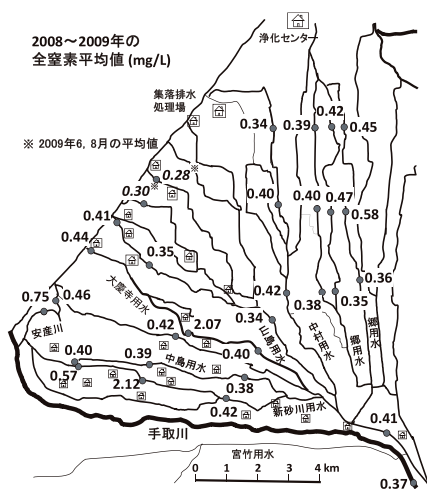 2008～2009年の
全窒素平均値 (mg/L)
浄化センター
集落排水
処理場
※ 2009年6, 8月の平均値
0.34
0.39
0.42
0.45
※
0.28
※
0.30
0.40
0.40
0.47
0.58
0.41
0.44
0.35
0.36
大慶寺用水
0.75
0.46
0.42
0.38
0.35
0.34
安産川
0.42
2.07
山島用水
中村用水
郷用水
郷用水
0.40
0.39
中島用水
0.40
0.57
2.12
0.38
0.42
新砂川用水
0.41
手取川
宮竹用水
0.37
0 1 2 3 4 km